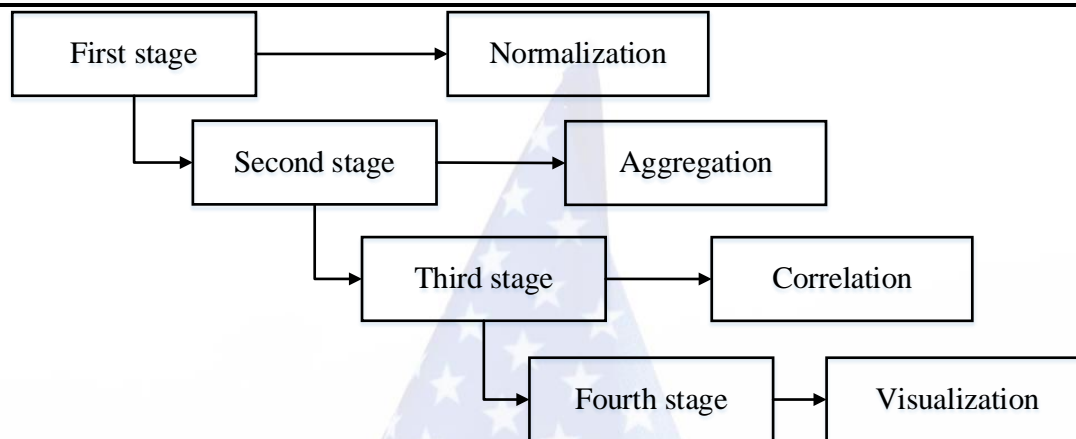 First stage
Normalization
Second stage
Aggregation
Third stage
Correlation
Fourth stage
Visualization